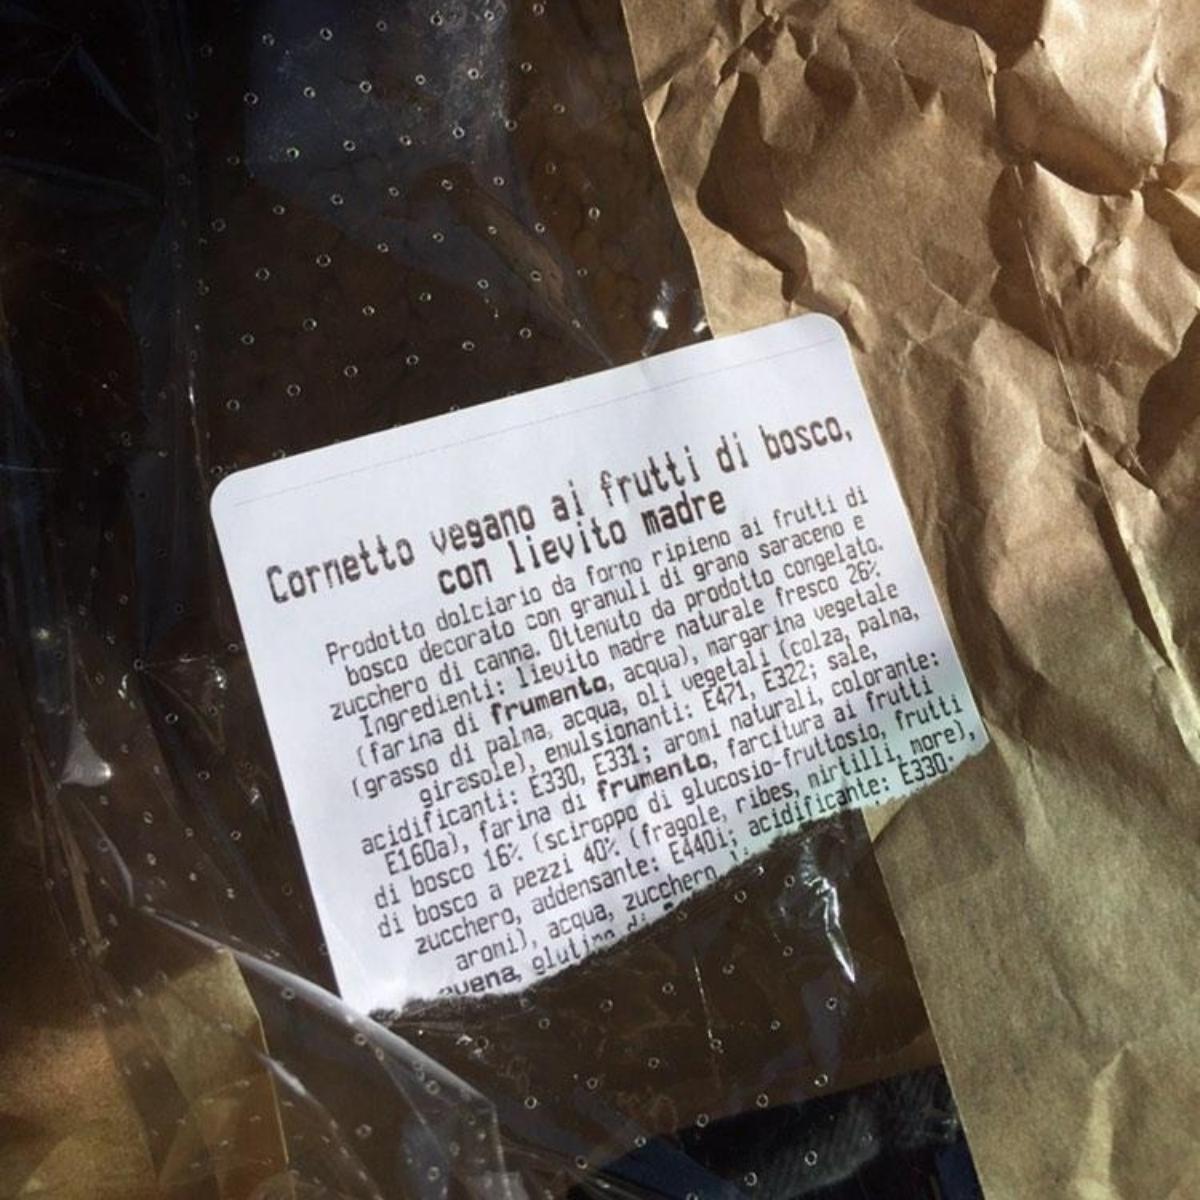 Cornetto vegano ai frutti di bosco,
con lievito madre
Prodotto dolciario da forno ripieno ai frutti di
bosco decorato con granuli di grano saraceno e
zucchero di canna. Ottenuto da prodotto congelato.
Ingredienti: lievito madre naturale fresco 26%
(farina di frumento, acqua), margarina vegetale
(grasso di palma, acqua, oli vegetali (colza, palma,
girasole), emulsionanti: E471, E322; sale,
acidificanti: E330, E331; aromi naturali, colorante:
E160a), farina di frumento, farcitura ai frutti
di bosco 16% (sciroppo di glucosio-fruttosio, frutti
di bosco a pezzi 40% (fragole, ribes, mirtilli, more),
zucchero, addensante: E440i; acidificante: E330;
aromi), acqua, zucchero
avena, glutine di